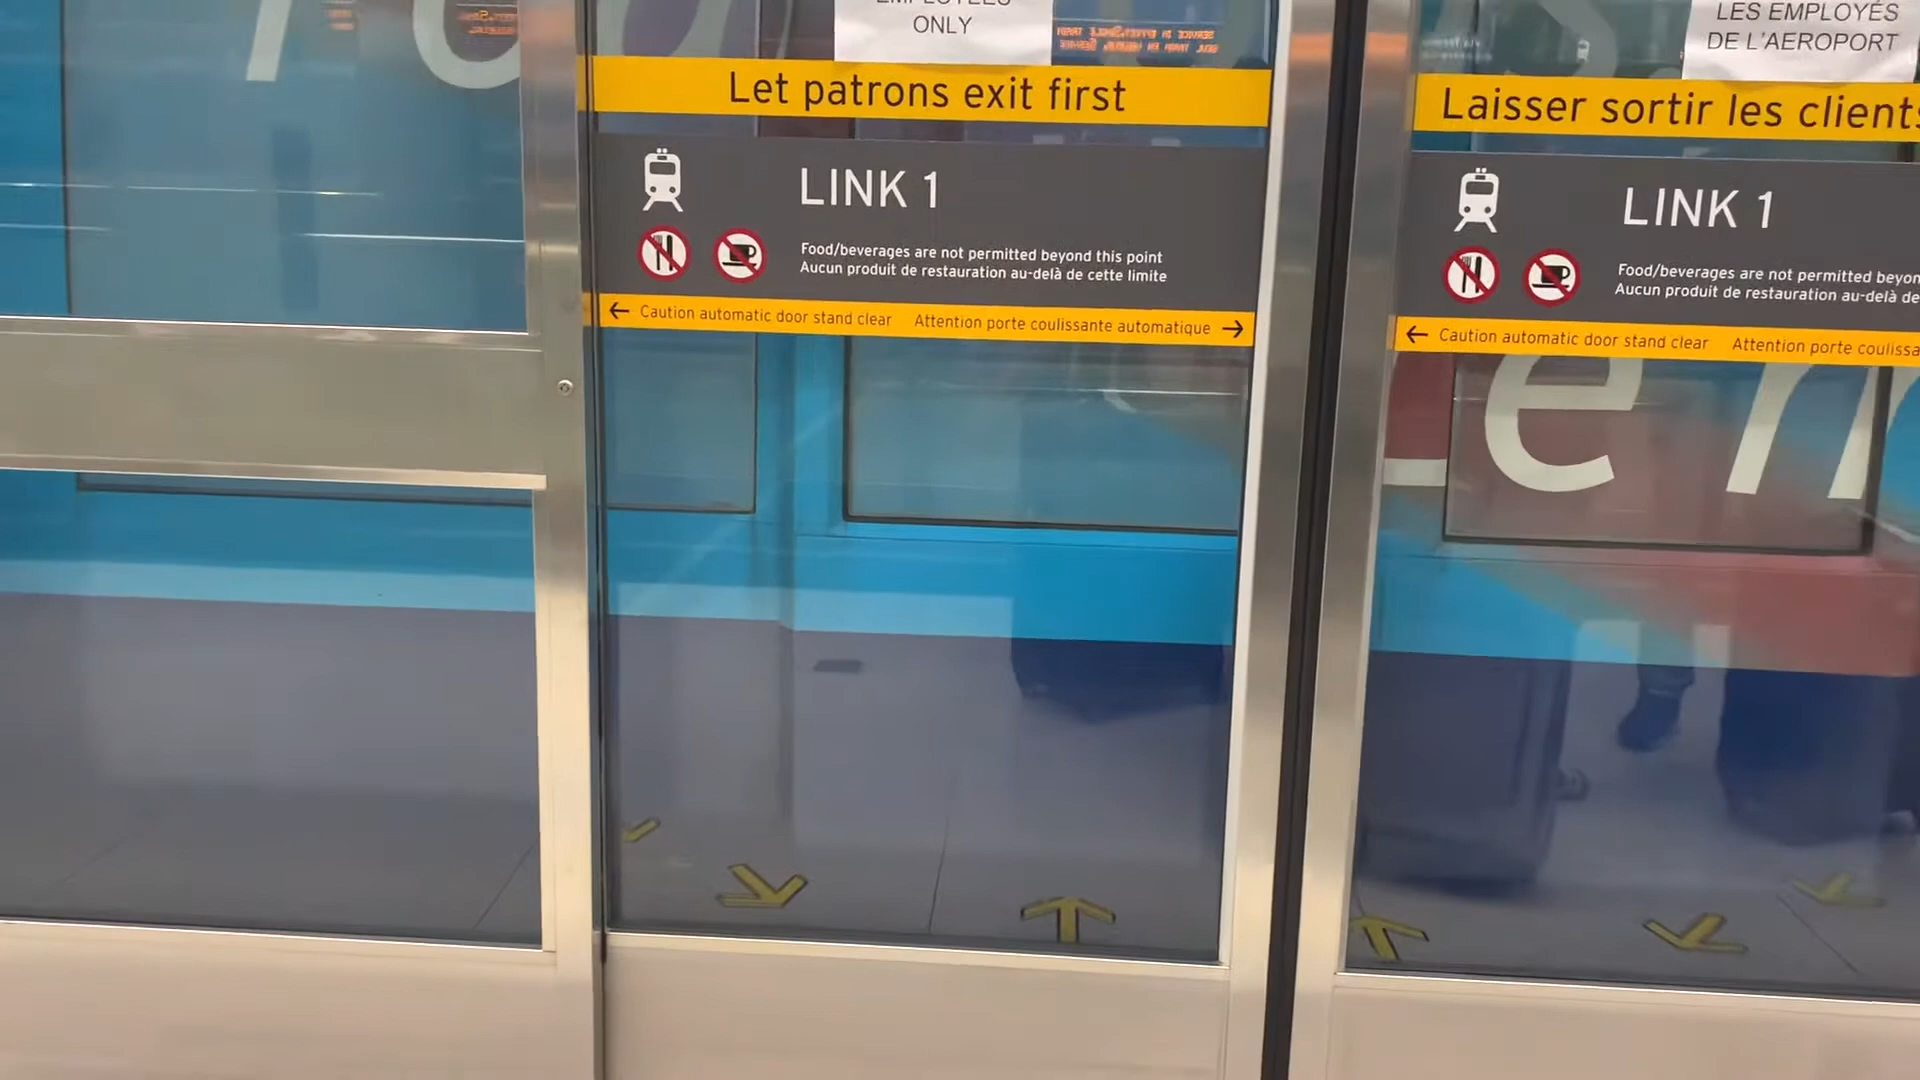 EMPLOYEES
ONLY
Let patrons exit first
LINK 1
Food/beverages are not permitted beyond this point
Aucun produit de restauration au-delà de cette limite
← Caution automatic door stand clear Attention porte coulissante automatique →
LES EMPLOYÉS
DE L'AEROPORT
Laisser sortir les clients
LINK 1
Food/beverages are not permitted
Aucun produit de restauration au-delà de
← Caution automatic door stand clear Attention porte